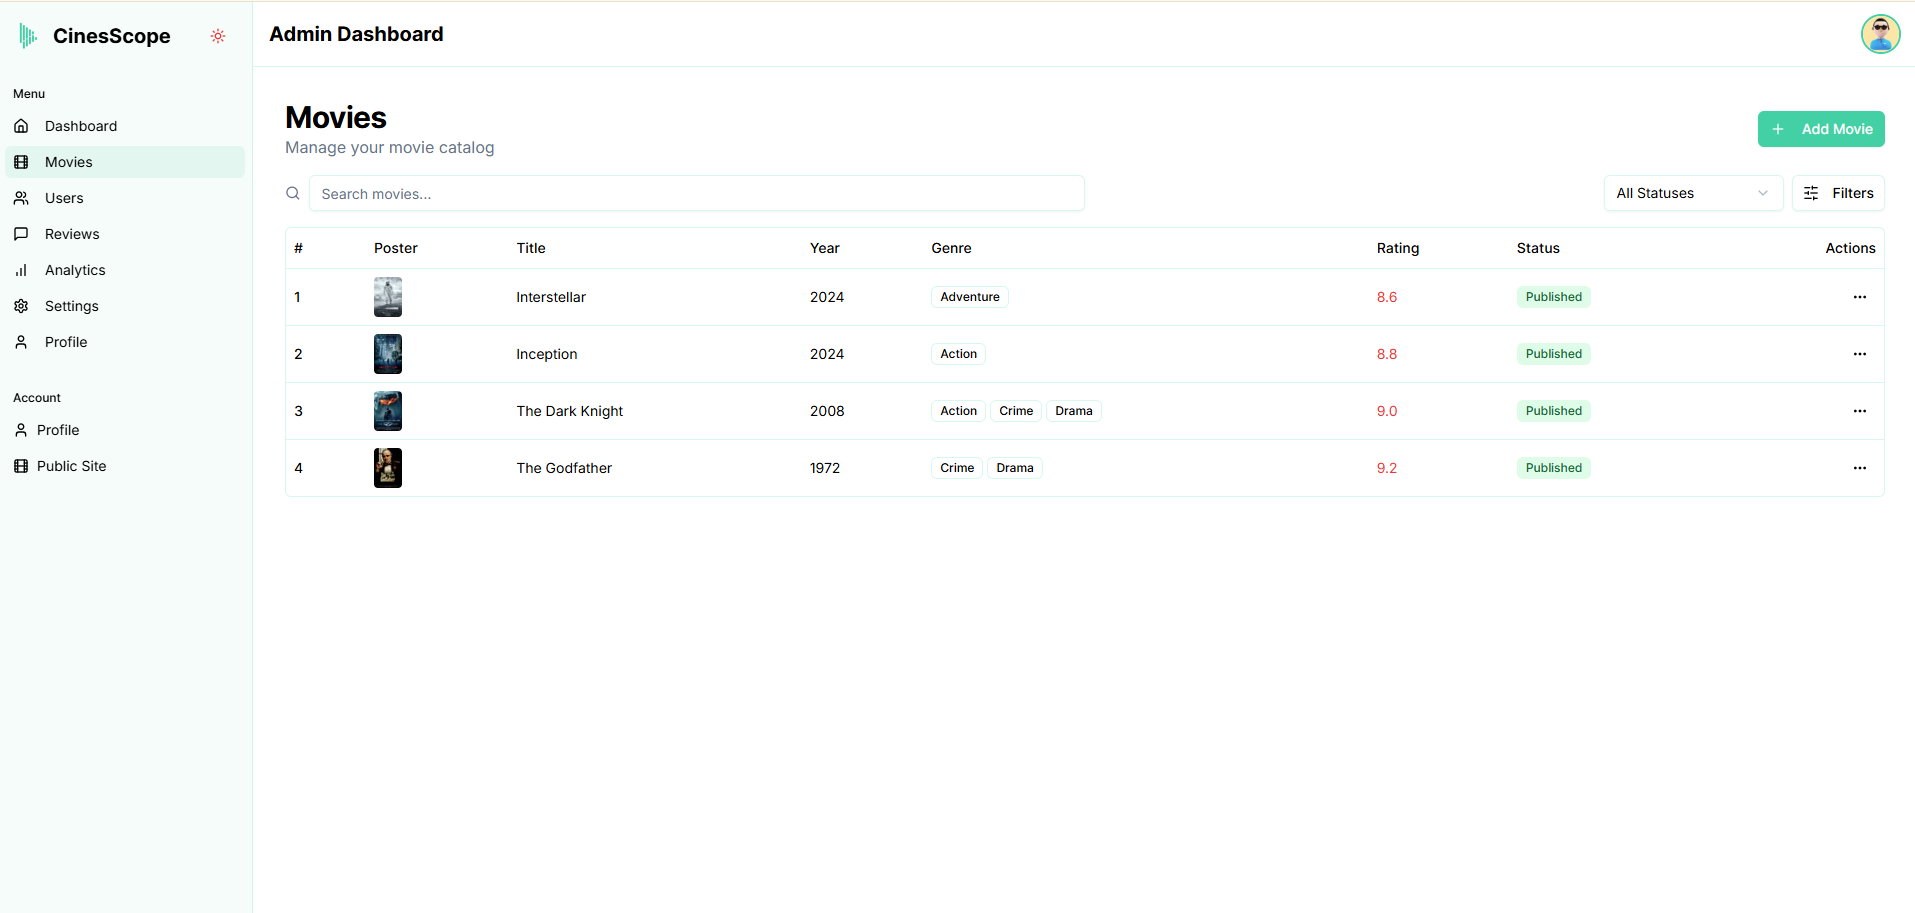 CinesScope
Admin Dashboard
Menu
Dashboard
Movies
Users
Reviews
Analytics
Settings
Profile
Account
Profile
Public Site
Movies
Manage your movie catalog
Add Movie
Search movies...
All Statuses
Filters
# Poster Title Year Genre Rating Status Actions
1 Interstellar 2024 Adventure 8.6 Published
2 Inception 2024 Action 8.8 Published
3 The Dark Knight 2008 Action Crime Drama 9.0 Published
4 The Godfather 1972 Crime Drama 9.2 Published